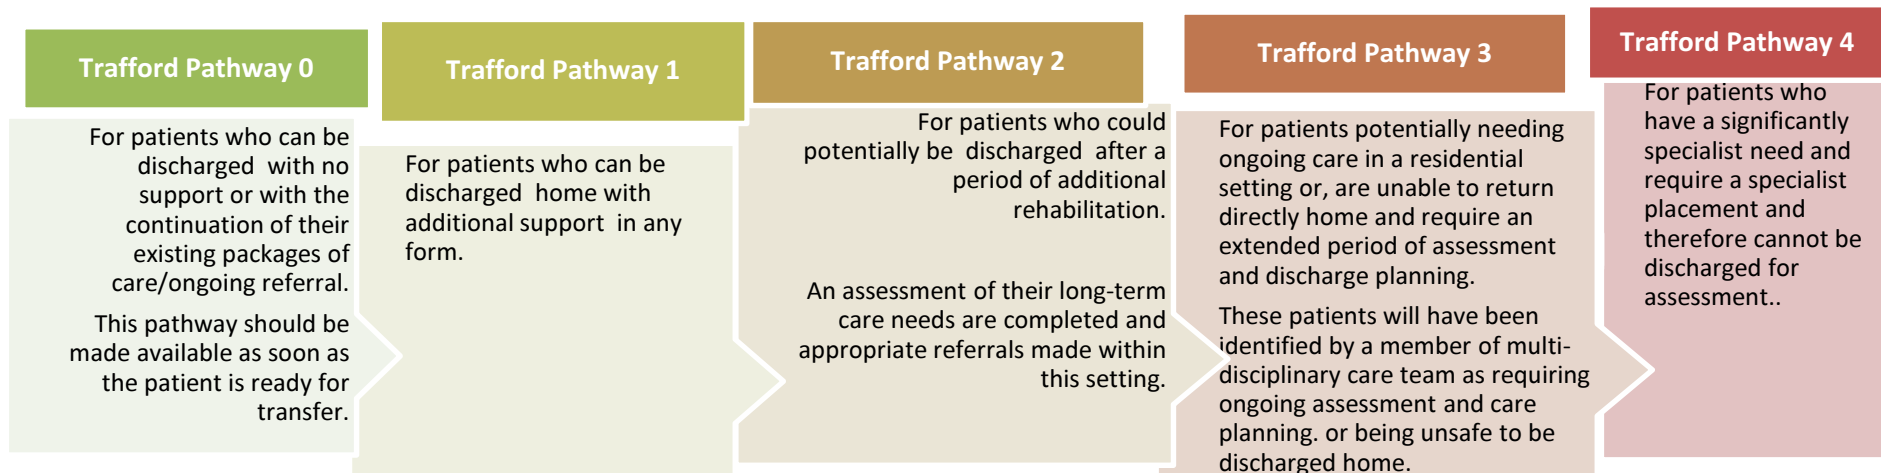 Trafford Pathway 0
For patients who can be
discharged with no
support or with the
continuation of their
existing packages of
care/ongoing referral.
This pathway should be
made available as soon as
the patient is ready for
transfer.
Trafford Pathway 1
For patients who can be
discharged home with
additional support in any
form.
Trafford Pathway 2
For patients who could
potentially be discharged after a
period of additional
rehabilitation.
An assessment of their long-term
care needs are completed and
appropriate referrals made within
this setting.
Trafford Pathway 3
For patients potentially needing
ongoing care in a residential
setting or, are unable to return
directly home and require an
extended period of assessment
and discharge planning.
These patients will have been
identified by a member of multi-
disciplinary care team as requiring
ongoing assessment and care
planning. or being unsafe to be
discharged home.
Trafford Pathway 4
For patients who
have a significantly
specialist need and
require a specialist
placement and
therefore cannot be
discharged for
assessment..